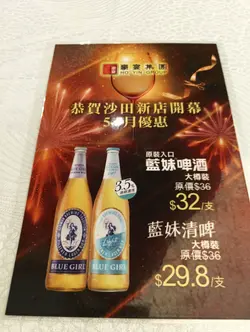 恭賀沙田新店開幕
月優惠
原裝入口
藍妹啤酒
大樽裝
原價$36
$32/支
藍妹清啤
大樽裝
原價$36
$29.8/支
3.5%
Light
BLUE GIRL
BLUE GIRL